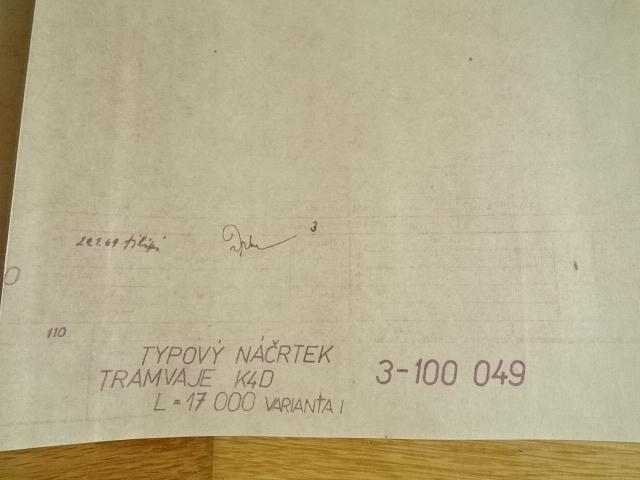 3
110
TYPOVÝ NÁČRTEK
TRAMVAJE K4D
3-100 049
L = 17 000 VARIANTA I